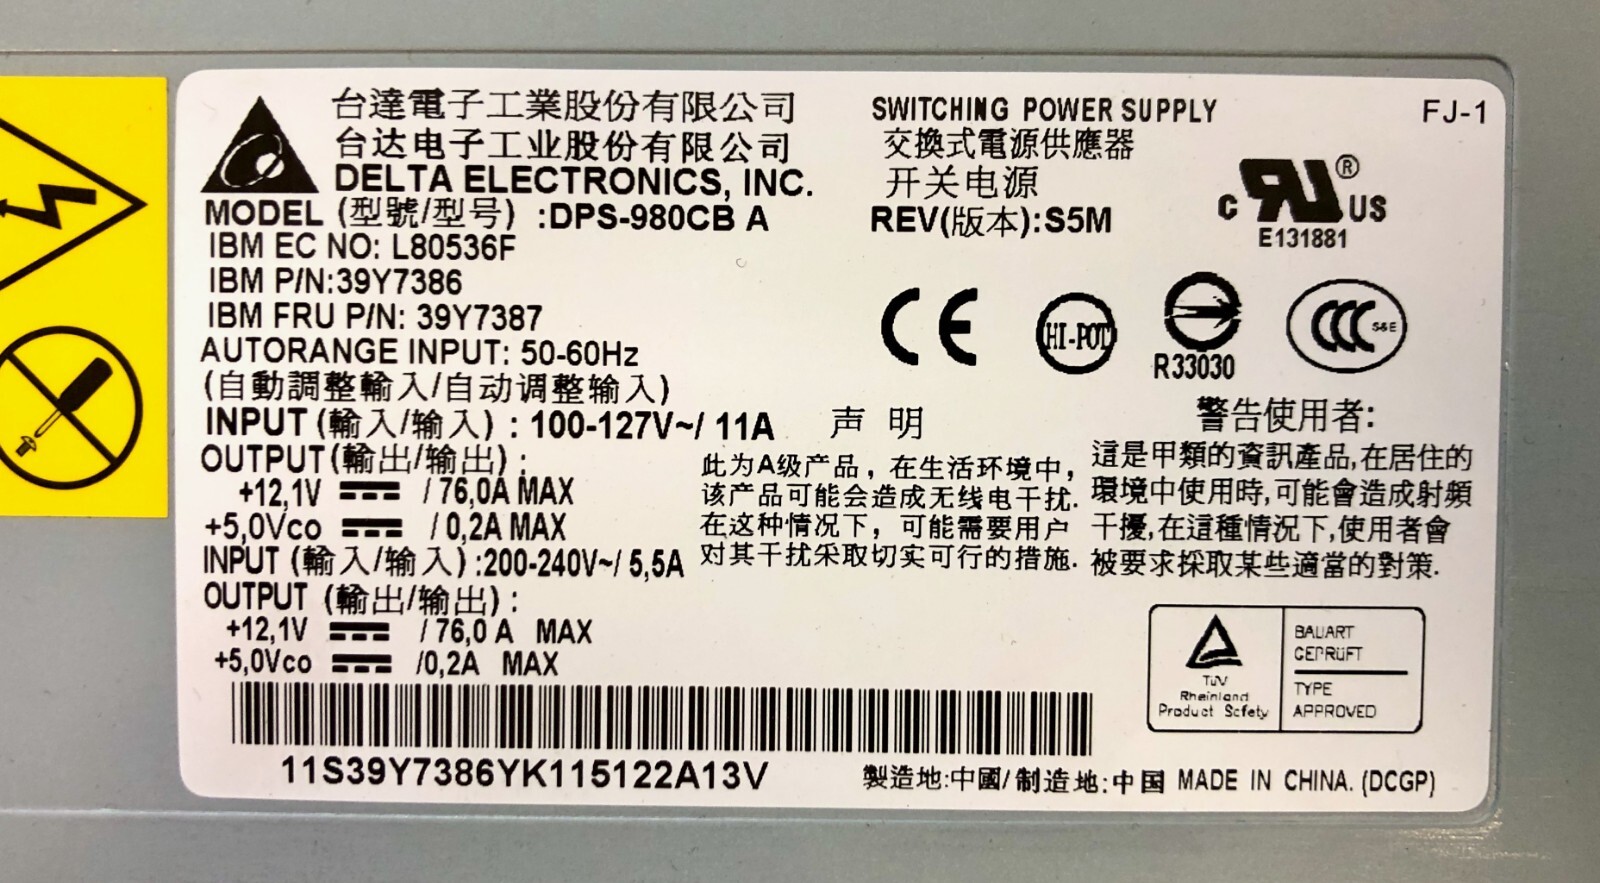 台達電子工業股份有限公司
台达电子工业股份有限公司
DELTA ELECTRONICS, INC.
MODEL (型號/型号) :DPS-980CB A
IBM EC NO: L80536F
IBM P/N:39Y7386
IBM FRU P/N: 39Y7387
AUTORANGE INPUT: 50-60Hz
(自動調整輸入/自动调整输入)
INPUT (輸入/输入) : 100-127V~/ 11A
OUTPUT (輸出/输出) :
+12,1V ⎓ / 76,0A MAX
+5,0Vco ⎓ / 0,2A MAX
INPUT (輸入/输入) :200-240V~/ 5,5A
OUTPUT (輸出/输出) :
+12,1V ⎓ / 76,0 A MAX
+5,0Vco ⎓ /0,2A MAX
11S39Y7386YK115122A13V
SWITCHING POWER SUPPLY
交換式電源供應器
开关电源
REV(版本):S5M
FJ-1
C UR ® US
E131881
CE
HI-POT
R33030
CCC S&E
声 明
此为A级产品，在生活环境中，
该产品可能会造成无线电干扰.
在这种情况下，可能需要用户
对其干扰采取切实可行的措施.
警告使用者:
這是甲類的資訊產品,在居住的
環境中使用時,可能會造成射頻
干擾,在這種情況下,使用者會
被要求採取某些適當的對策.
TüV
Rheinland
Product Safety
BAUART
GEPRüFT
TYPE
APPROVED
製造地:中國/制造地:中国 MADE IN CHINA. (DCGP)